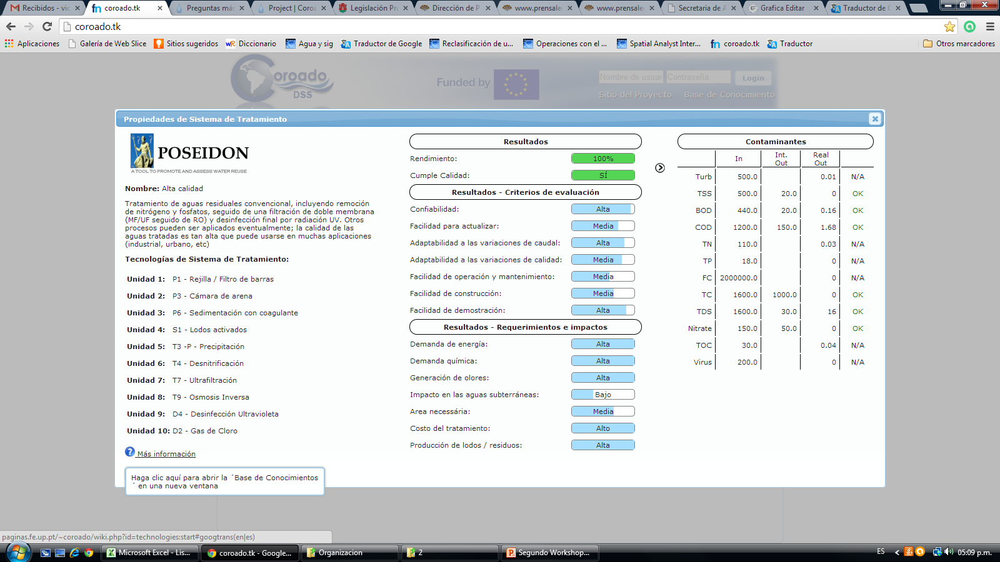 Recibidos - vic
coroado.tk
Preguntas más
Project | Coroa
Legislación Pr
Dirección de P
www.prensale
www.prensale
Secretaria de A
Grafica Editar
Traductor de G
coroado.tk
Aplicaciones
Galería de Web Slice
Sitios sugeridos
WR Diccionario
Agua y sig
Traductor de Google
Reclasificación de u...
Operaciones con el ...
Spatial Analyst Inter...
fn coroado.tk
Traductor
Otros marcadores
Coroado
DSS
Funded by
Nombre de usuar
Contraseña
Login
Sitio del Proyecto
Base de Conocimiento
Propiedades de Sistema de Tratamiento
POSEIDON
A TOOL TO PROMOTE AND ASSESS WATER REUSE
Nombre: Alta calidad
Tratamiento de aguas residuales convencional, incluyendo remoción
de nitrógeno y fosfatos, seguido de una filtración de doble membrana
(MF/UF seguido de RO) y desinfección final por radiación UV. Otros
procesos pueden ser aplicados eventualmente; la calidad de las
aguas tratadas es tan alta que puede usarse en muchas aplicaciones
(industrial, urbano, etc)
Tecnologías de Sistema de Tratamiento:
Unidad 1: P1 - Rejilla / Filtro de barras
Unidad 2: P3 - Cámara de arena
Unidad 3: P6 - Sedimentación con coagulante
Unidad 4: S1 - Lodos activados
Unidad 5: T3 -P - Precipitación
Unidad 6: T4 - Desnitrificación
Unidad 7: T7 - Ultrafiltración
Unidad 8: T9 - Osmosis Inversa
Unidad 9: D4 - Desinfección Ultravioleta
Unidad 10: D2 - Gas de Cloro
Más información
Haga clic aquí para abrir la ´Base de Conocimientos
´ en una nueva ventana
Resultados
Rendimiento: 100%
Cumple Calidad: SÍ
Resultados - Criterios de evaluación
Confiabilidad: Alta
Facilidad para actualizar: Media
Adaptabilidad a las variaciones de caudal: Alta
Adaptabilidad a las variaciones de calidad: Media
Facilidad de operación y mantenimiento: Media
Facilidad de construcción: Media
Facilidad de demostración: Alta
Resultados - Requerimientos e impactos
Demanda de energía: Alta
Demanda química: Alta
Generación de olores: Alta
Impacto en las aguas subterráneas: Bajo
Area necessária: Media
Costo del tratamiento: Alto
Producción de lodos / residuos: Alta
Contaminantes
In Int. Out Real Out
Turb 500.0 0.01 N/A
TSS 500.0 20.0 0 OK
BOD 440.0 20.0 0.16 OK
COD 1200.0 150.0 1.68 OK
TN 110.0 0.03 N/A
TP 18.0 0 N/A
FC 2000000.0 0 N/A
TC 1600.0 1000.0 0 OK
TDS 1600.0 30.0 16 OK
Nitrate 150.0 50.0 0 OK
TOC 30.0 0.04 N/A
Virus 200.0 0 N/A
paginas.fe.up.pt/~coroado/wiki.php?id=technologies:start#googtrans(en|es)
Microsoft Excel - Lis...
coroado.tk - Google...
Organizacion
2
Segundo Workshop...
ES
05:09 p.m.